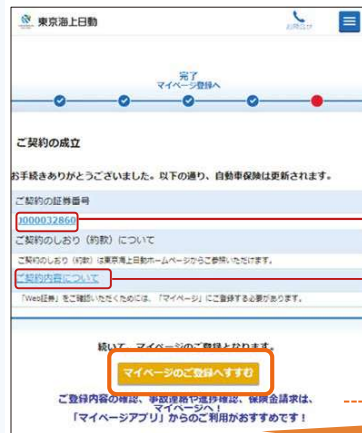 東京海上日動
お問合せ
完了
マイページ登録へ
ご契約の成立
お手続きありがとうございました。以下の通り、自動車保険は更新されます。
ご契約の証券番号
J000032860
ご契約のしおり（約款）について
ご契約のしおり（約款）は東京海上日動ホームページからご参照いただけます。
ご契約内容について
「Web証券」をご確認いただくためには、「マイページ」にご登録する必要があります。
続いて、マイページのご登録となります。
マイページのご登録へすすむ
ご登録内容の確認、事故連絡や進捗確認、保険金請求は、
マイページへ！
「マイページアプリ」からのご利用がおすすめです！